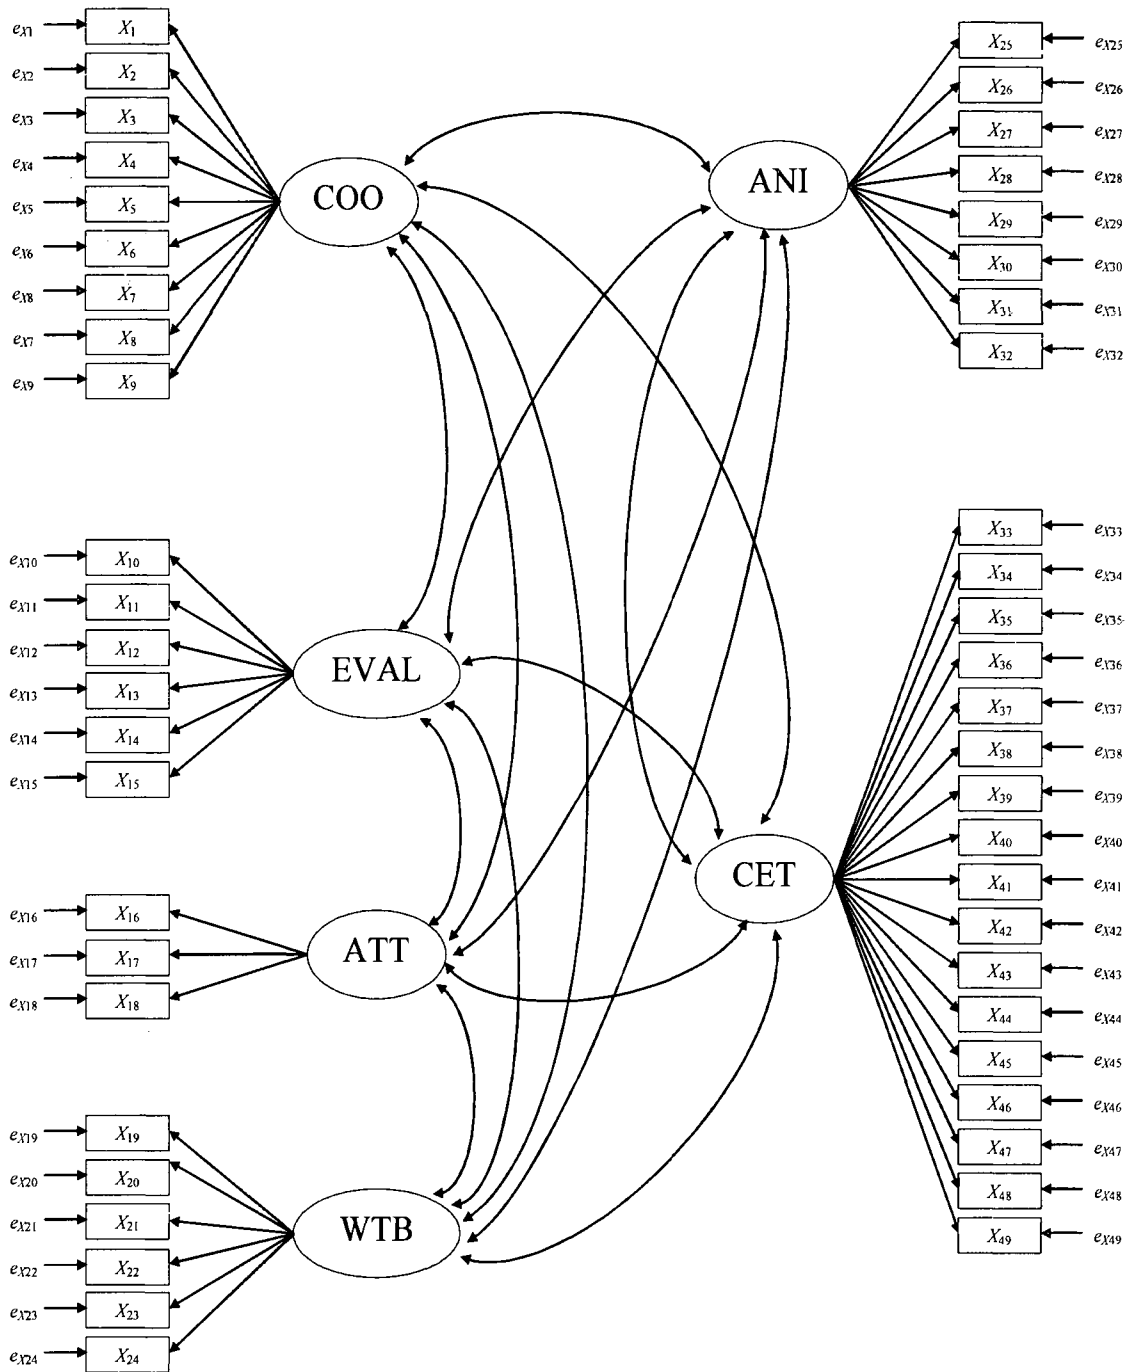 eX1 X1
eX2 X2
eX3 X3
eX4 X4
eX5 X5
eX6 X6
eX8 X7
eX7 X8
eX9 X9
COO
ANI
X25 eX25
X26 eX26
X27 eX27
X28 eX28
X29 eX29
X30 eX30
X31 eX31
X32 eX32
eX10 X10
eX11 X11
eX12 X12
eX13 X13
eX14 X14
eX15 X15
EVAL
eX16 X16
eX17 X17
eX18 X18
ATT
eX19 X19
eX20 X20
eX21 X21
eX22 X22
eX23 X23
eX24 X24
WTB
CET
X33 eX33
X34 eX34
X35 eX35
X36 eX36
X37 eX37
X38 eX38
X39 eX39
X40 eX40
X41 eX41
X42 eX42
X43 eX43
X44 eX44
X45 eX45
X46 eX46
X47 eX47
X48 eX48
X49 eX49